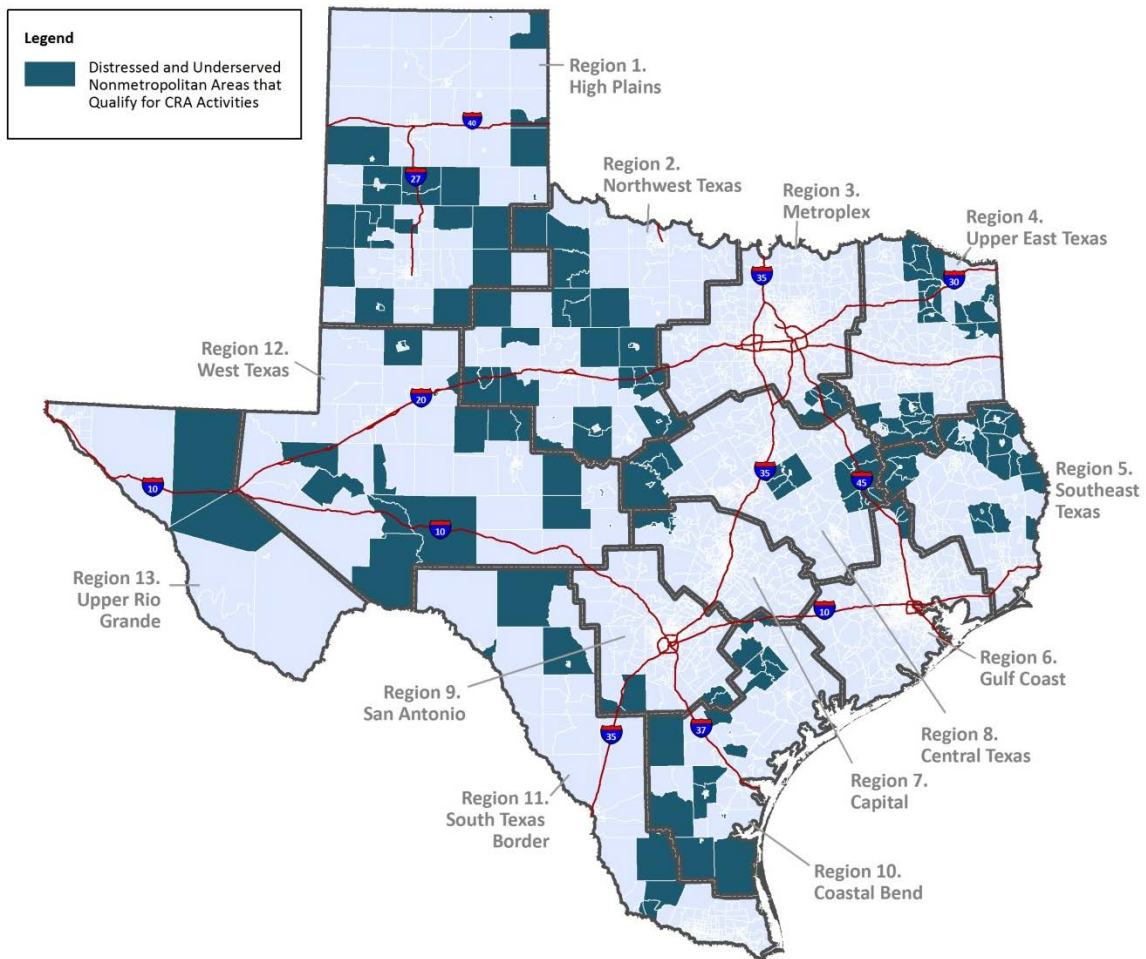 Legend
Distressed and Underserved
Nonmetropolitan Areas that
Qualify for CRA Activities
Region 1.
High Plains
40
27
Region 2.
Northwest Texas
Region 3.
Metroplex
Region 4.
Upper East Texas
35
30
Region 12.
West Texas
20
10
35
45
Region 5.
Southeast
Texas
10
Region 13.
Upper Rio
Grande
10
Region 6.
Gulf Coast
Region 9.
San Antonio
35
37
Region 8.
Central Texas
Region 7.
Capital
Region 11.
South Texas
Border
Region 10.
Coastal Bend